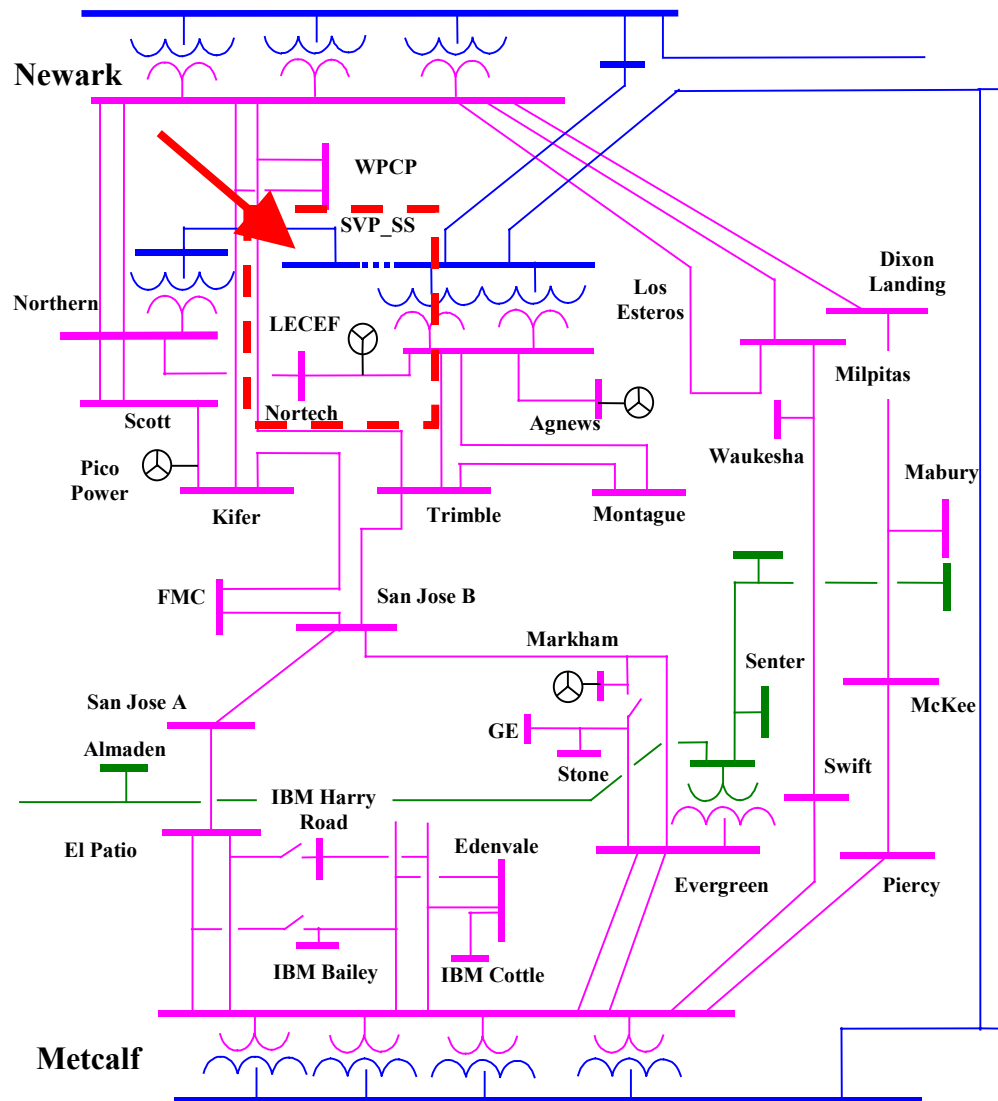 Newark
WPCP
SVP_SS
Dixon
Landing
Los
Esteros
Northern
LECEF
Milpitas
Nortech
Scott
Agnews
Waukesha
Pico
Power
Mabury
Kifer
Trimble
Montague
FMC
San Jose B
Markham
Senter
San Jose A
McKee
GE
Almaden
Stone
Swift
IBM Harry
Road
El Patio
Edenvale
Evergreen
Piercy
IBM Bailey
IBM Cottle
Metcalf